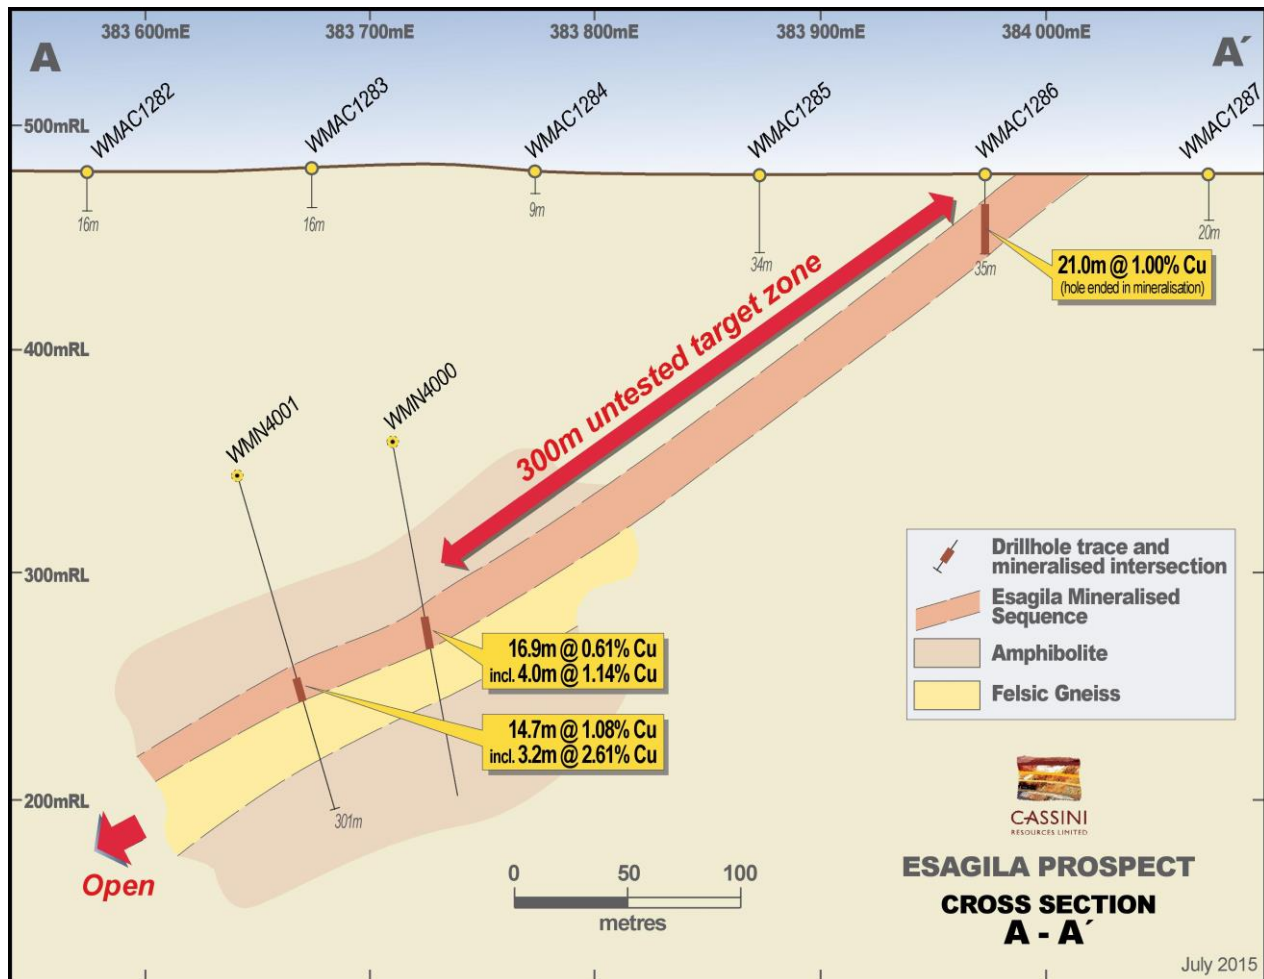 383 600mE
383 700mE
383 800mE
383 900mE
384 000mE
A
A´
WMAC1282
WMAC1283
WMAC1284
WMAC1285
WMAC1286
WMAC1287
500mRL
16m
16m
9m
34m
35m
20m
21.0m @ 1.00% Cu
(hole ended in mineralisation)
400mRL
300m untested target zone
WMN4001
WMN4000
300mRL
16.9m @ 0.61% Cu
incl. 4.0m @ 1.14% Cu
14.7m @ 1.08% Cu
incl. 3.2m @ 2.61% Cu
200mRL
301m
Open
Drillhole trace and
mineralised intersection
Esagila Mineralised
Sequence
Amphibolite
Felsic Gneiss
0
50
100
metres
CASSINI
RESOURCES LIMITED
ESAGILA PROSPECT
CROSS SECTION
A - A´
July 2015